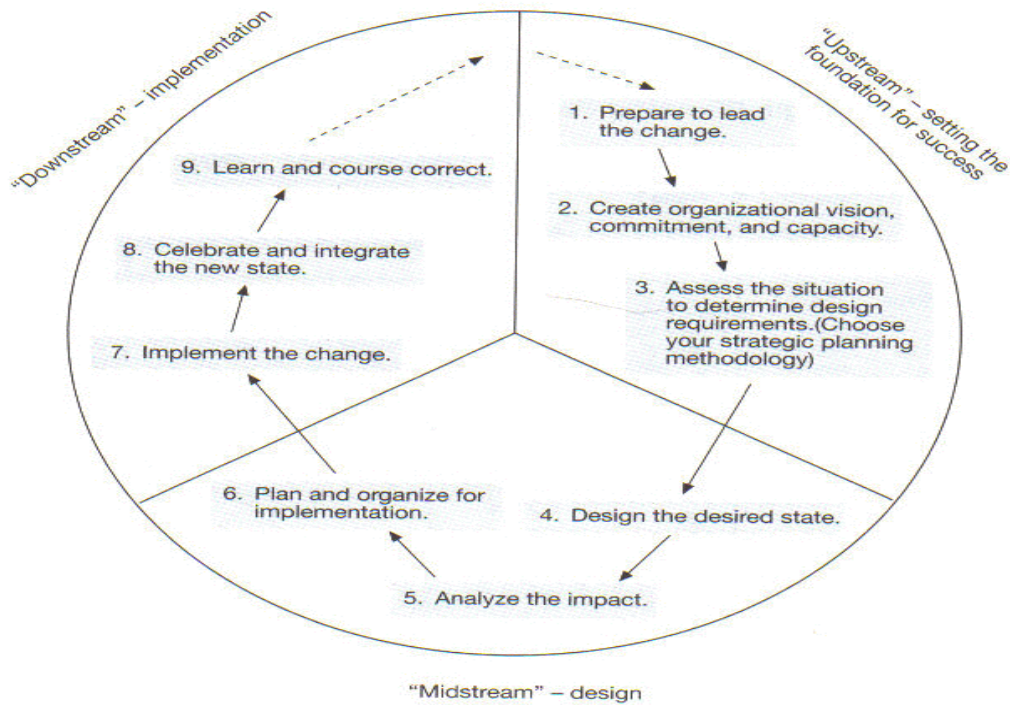 "Upstream" – setting the
foundation for success
1. Prepare to lead
the change.
2. Create organizational vision,
commitment, and capacity.
3. Assess the situation
to determine design
requirements.(Choose
your strategic planning
methodology)
"Midstream" – design
4. Design the desired state.
5. Analyze the impact.
6. Plan and organize for
implementation.
"Downstream" – implementation
7. Implement the change.
8. Celebrate and integrate
the new state.
9. Learn and course correct.